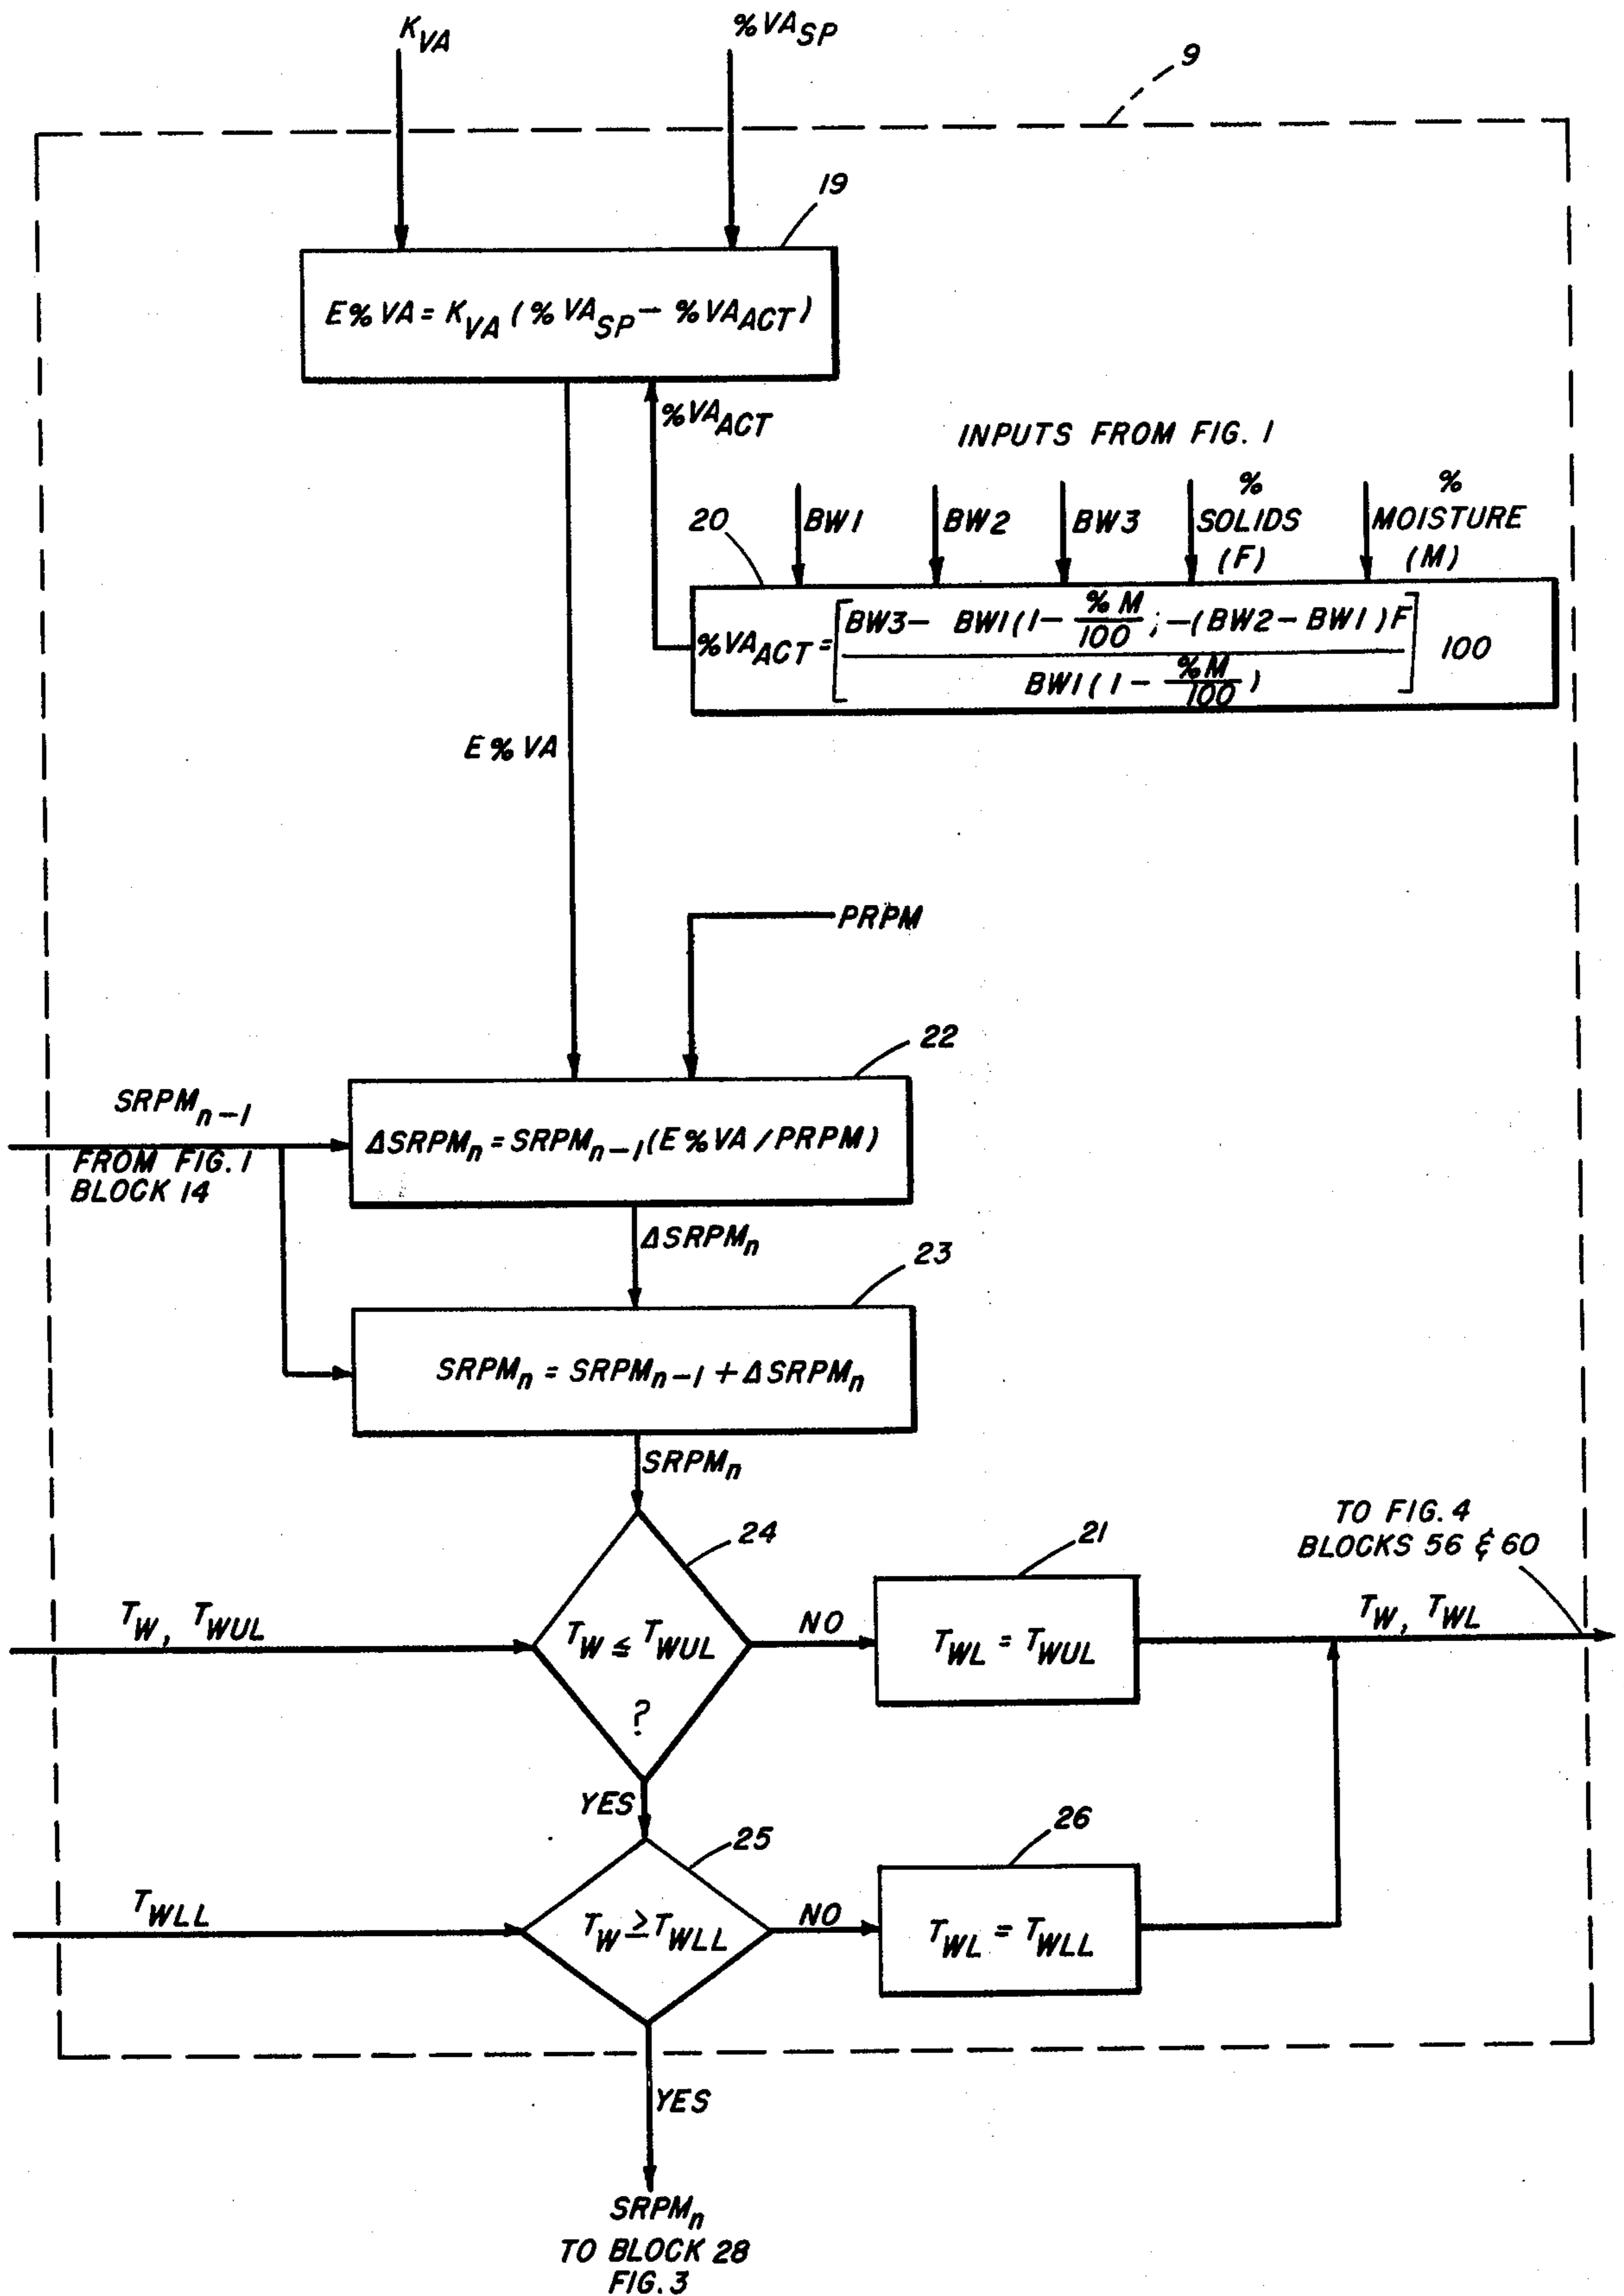 K_VA
%VA_SP
9
19
E%VA = K_VA (%VA_SP − %VA_ACT)
%VA_ACT
INPUTS FROM FIG. 1
20
BW1
BW2
BW3
%
SOLIDS
(F)
%
MOISTURE
(M)
%VA_ACT = [ BW3 − BW1(1 − %M/100 ; −(BW2 − BW1)F / BW1(1 − %M/100) ] 100
E%VA
PRPM
22
SRPM_n−1
FROM FIG. 1
BLOCK 14
ΔSRPM_n = SRPM_n−1 (E%VA / PRPM)
ΔSRPM_n
23
SRPM_n = SRPM_n−1 + ΔSRPM_n
SRPM_n
24
21
TO FIG. 4
BLOCKS 56 & 60
T_W, T_WUL
T_W ≤ T_WUL
?
NO
T_WL = T_WUL
T_W, T_WL
YES
25
26
T_WLL
T_W ≥ T_WLL
NO
T_WL = T_WLL
YES
SRPM_n
TO BLOCK 28
FIG. 3